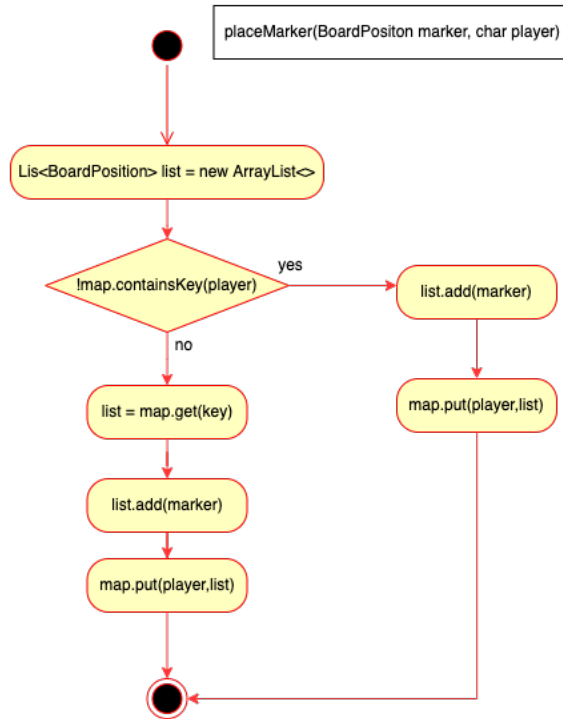 placeMarker(BoardPositon marker, char player)
Lis<BoardPosition> list = new ArrayList<>
!map.containsKey(player)
yes
list.add(marker)
map.put(player,list)
no
list = map.get(key)
list.add(marker)
map.put(player,list)